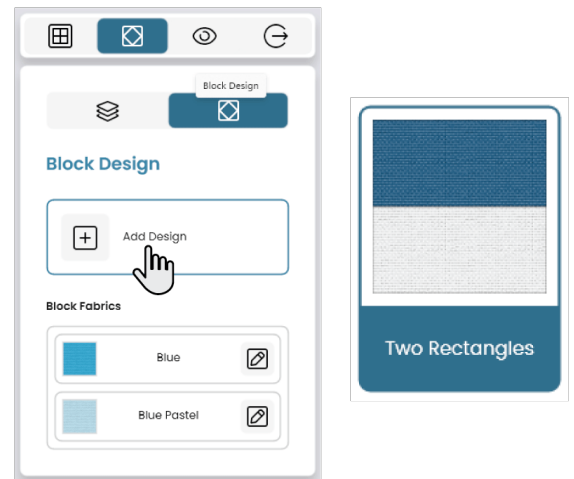 Block Design
Block Design
Add Design
Block Fabrics
Blue
Blue Pastel
Two Rectangles